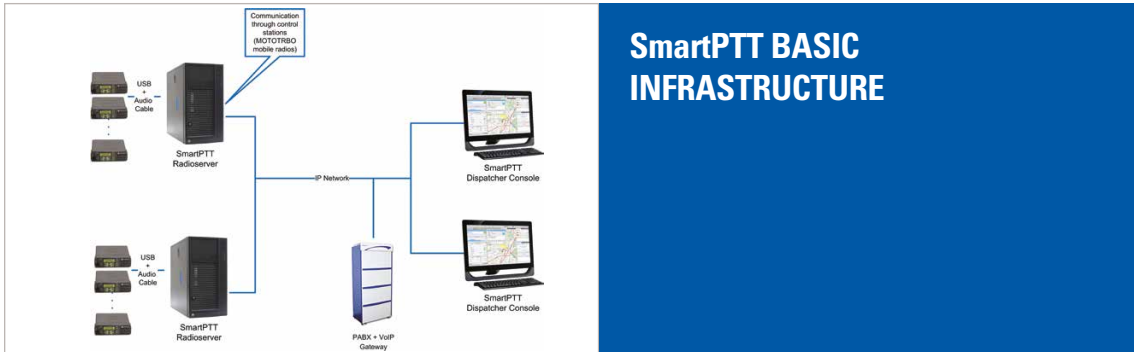 Communication
through control
stations
(MOTOTRBO
mobile radios)
USB
+
Audio
Cable
SmartPTT
Radioserver
IP Network
SmartPTT
Dispatcher Console
USB
+
Audio
Cable
SmartPTT
Radioserver
PABX + VoIP
Gateway
SmartPTT
Dispatcher Console
SmartPTT BASIC
INFRASTRUCTURE